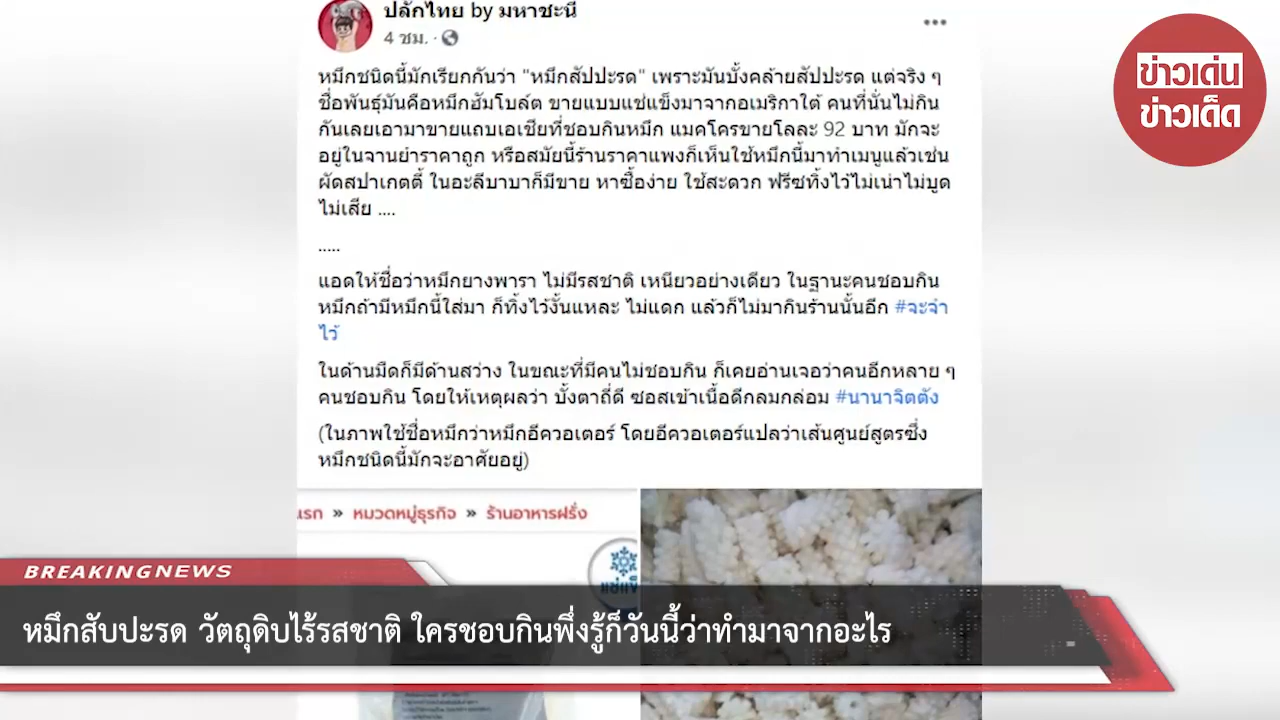 ปลักไทย by มหาชะนี
4 ชม. ·
ข่าวเด่น
ข่าวเด็ด
หมึกชนิดนี้มักเรียกกันว่า "หมึกสัปปะรด" เพราะมันบั้งคล้ายสัปปะรด แต่จริง ๆ
ชื่อพันธุ์มันคือหมึกฮัมโบล์ต ขายแบบแช่แข็งมาจากอเมริกาใต้ คนที่นั่นไม่กิน
กันเลยเอามาขายแถบเอเชียที่ชอบกินหมึก แมคโครขายโลละ 92 บาท มักจะ
อยู่ในจานยำราคาถูก หรือสมัยนี้ร้านราคาแพงก็เห็นใช้หมึกนี้มาทำเมนูแล้วเช่น
ผัดสปาเกตตี้ ในอะลีบาบาก็มีขาย หาซื้อง่าย ใช้สะดวก ฟรีซทิ้งไว้ไม่เน่าไม่บูด
ไม่เสีย ....
.....
แอดให้ชื่อว่าหมึกยางพารา ไม่มีรสชาติ เหนียวอย่างเดียว ในฐานะคนชอบกิน
หมึกถ้ามีหมึกนี้ใส่มา ก็ทิ้งไว้งั้นแหละ ไม่แดก แล้วก็ไม่มากินร้านนั้นอีก #จะจำ
ไว้
ในด้านมืดก็มีด้านสว่าง ในขณะที่มีคนไม่ชอบกิน ก็เคยอ่านเจอว่าคนอีกหลาย ๆ
คนชอบกิน โดยให้เหตุผลว่า บั้งตาถี่ดี ซอสเข้าเนื้อดีกลมกล่อม #นานาจิตตัง
(ในภาพใช้ชื่อหมึกว่าหมึกอีควอเตอร์ โดยอีควอเตอร์แปลว่าเส้นศูนย์สูตรซึ่ง
หมึกชนิดนี้มักจะอาศัยอยู่)
แรก » หมวดหมู่ธุรกิจ » ร้านอาหารฝรั่ง
BREAKING NEWS
หมึกสับปะรด วัตถุดิบไร้รสชาติ ใครชอบกินพึ่งรู้ก็วันนี้ว่าทำมาจากอะไร